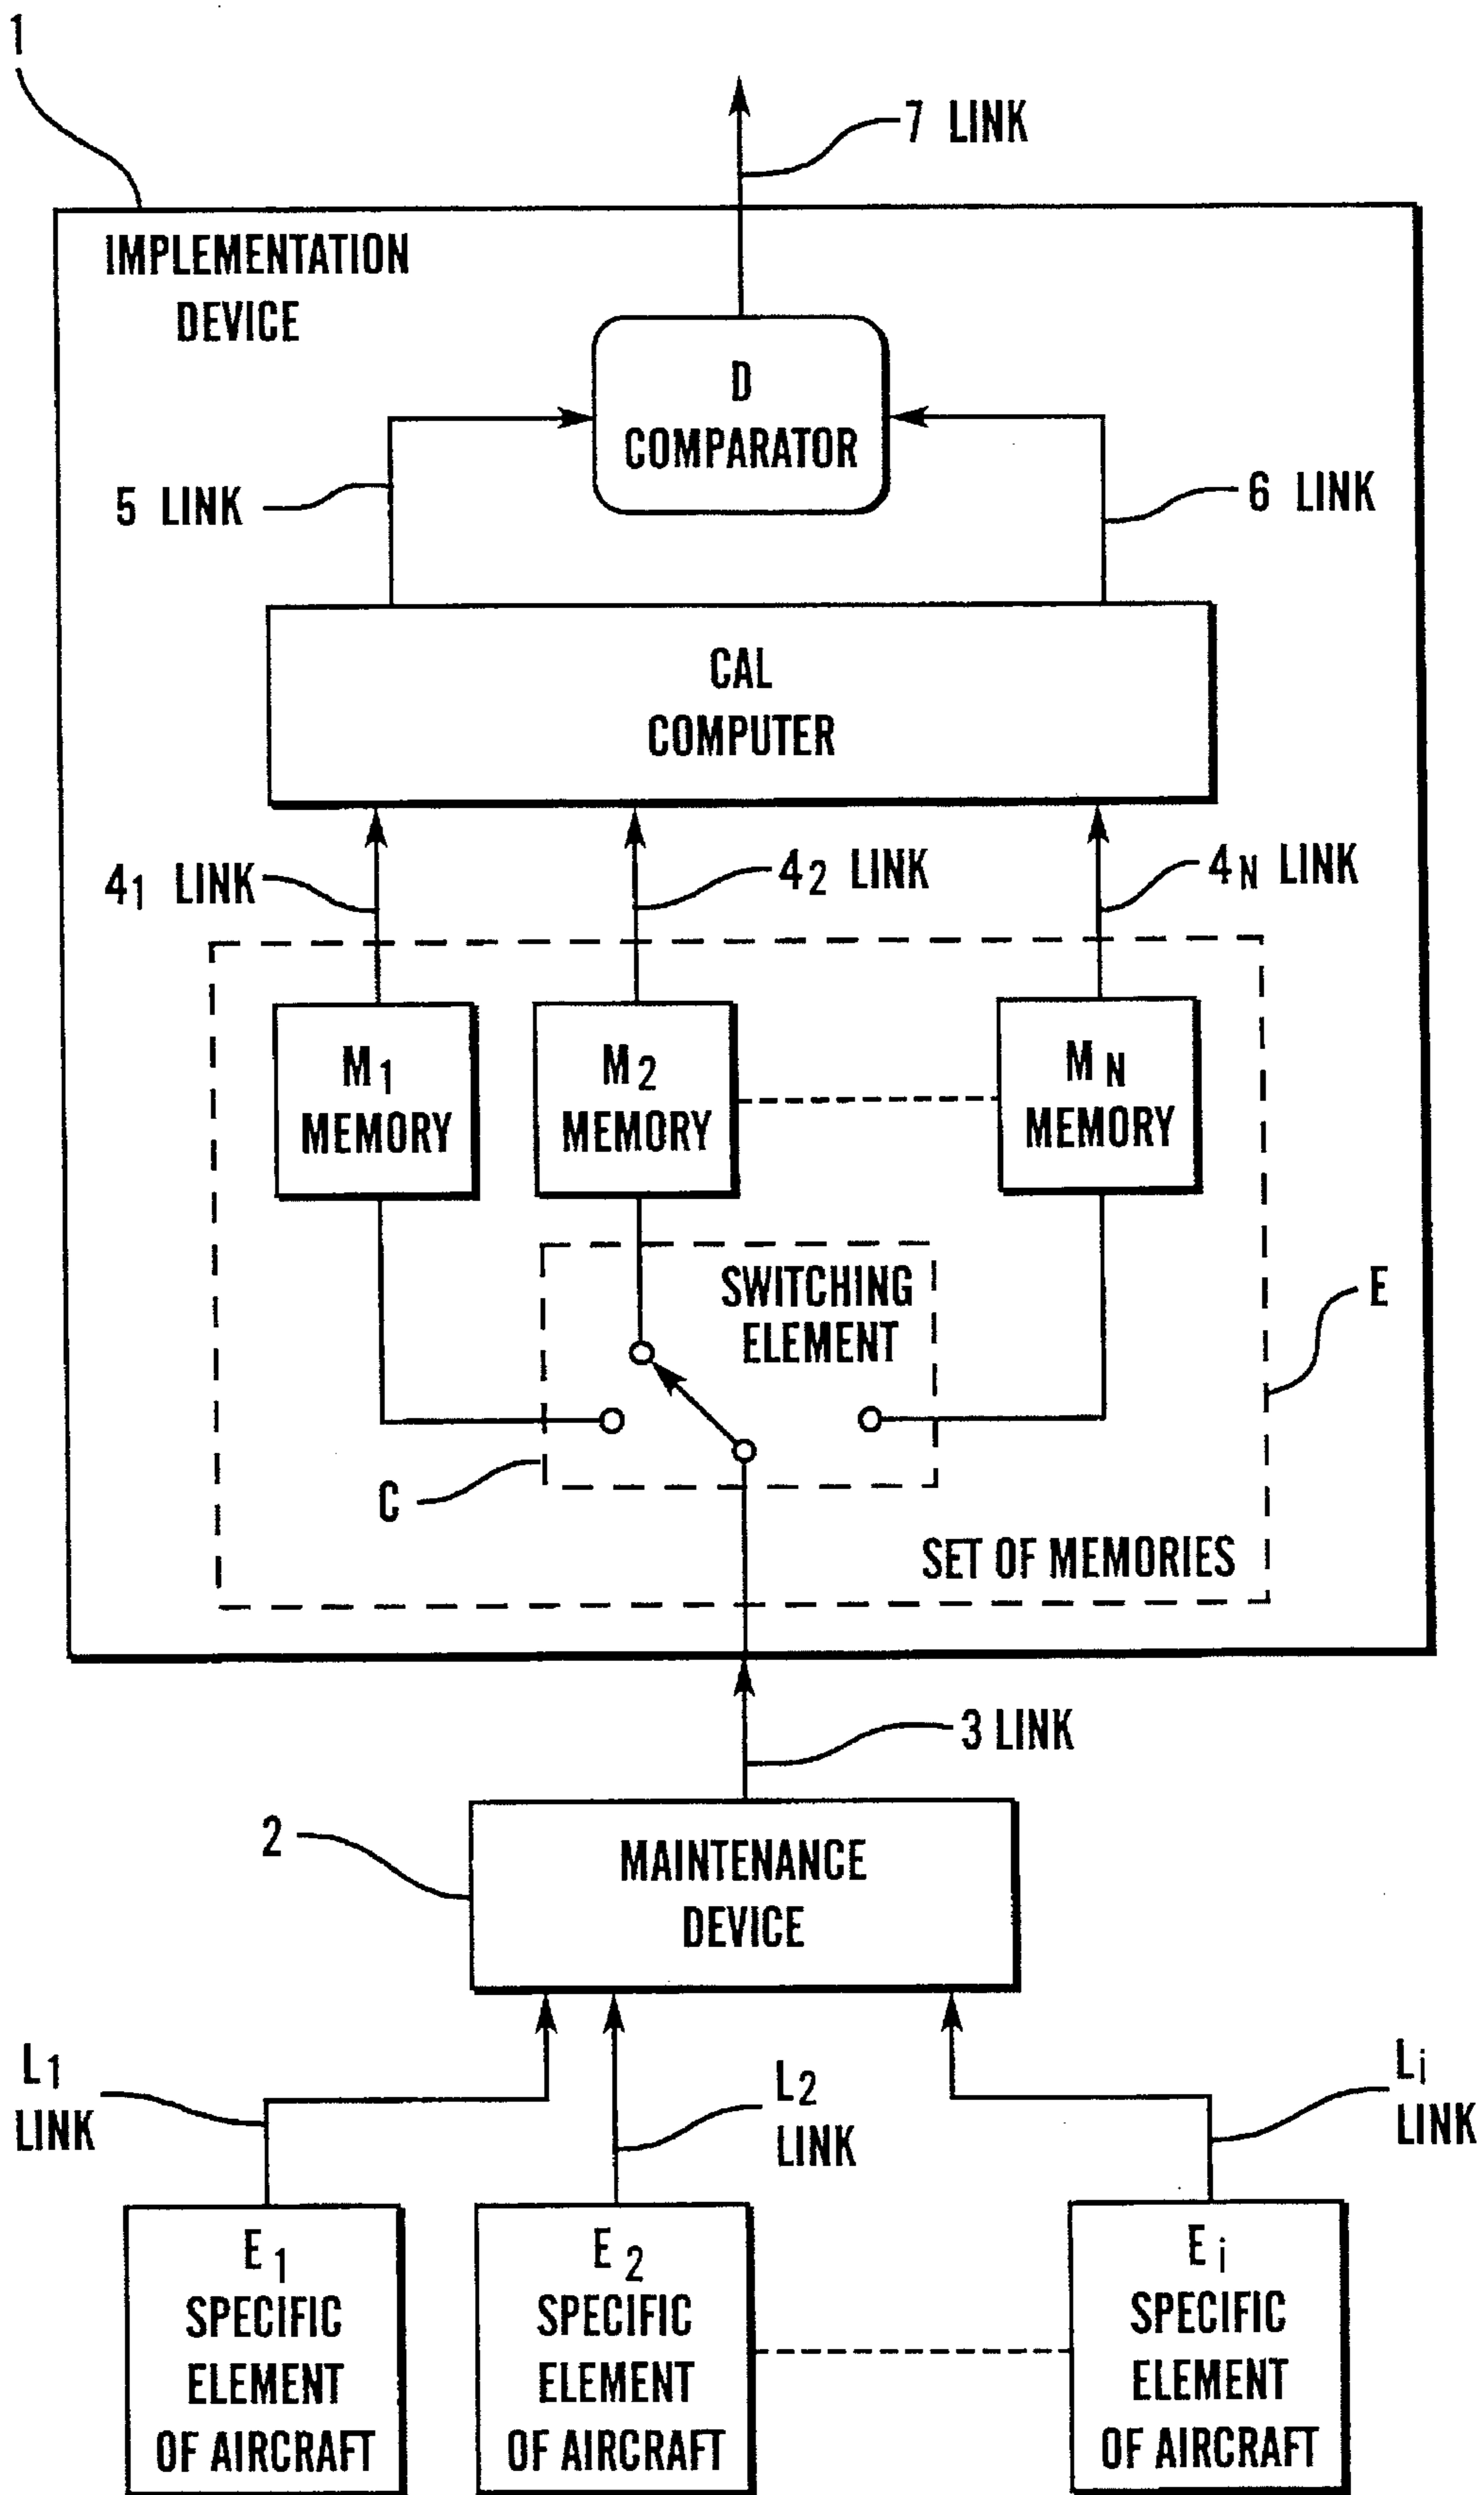 1
7 LINK
IMPLEMENTATION
DEVICE
D
COMPARATOR
5 LINK
6 LINK
CAL
COMPUTER
41 LINK
42 LINK
4N LINK
M1
MEMORY
M2
MEMORY
MN
MEMORY
SWITCHING
ELEMENT
E
C
SET OF MEMORIES
3 LINK
2
MAINTENANCE
DEVICE
L1
LINK
L2
LINK
Li
LINK
E1
SPECIFIC
ELEMENT
OF AIRCRAFT
E2
SPECIFIC
ELEMENT
OF AIRCRAFT
Ei
SPECIFIC
ELEMENT
OF AIRCRAFT